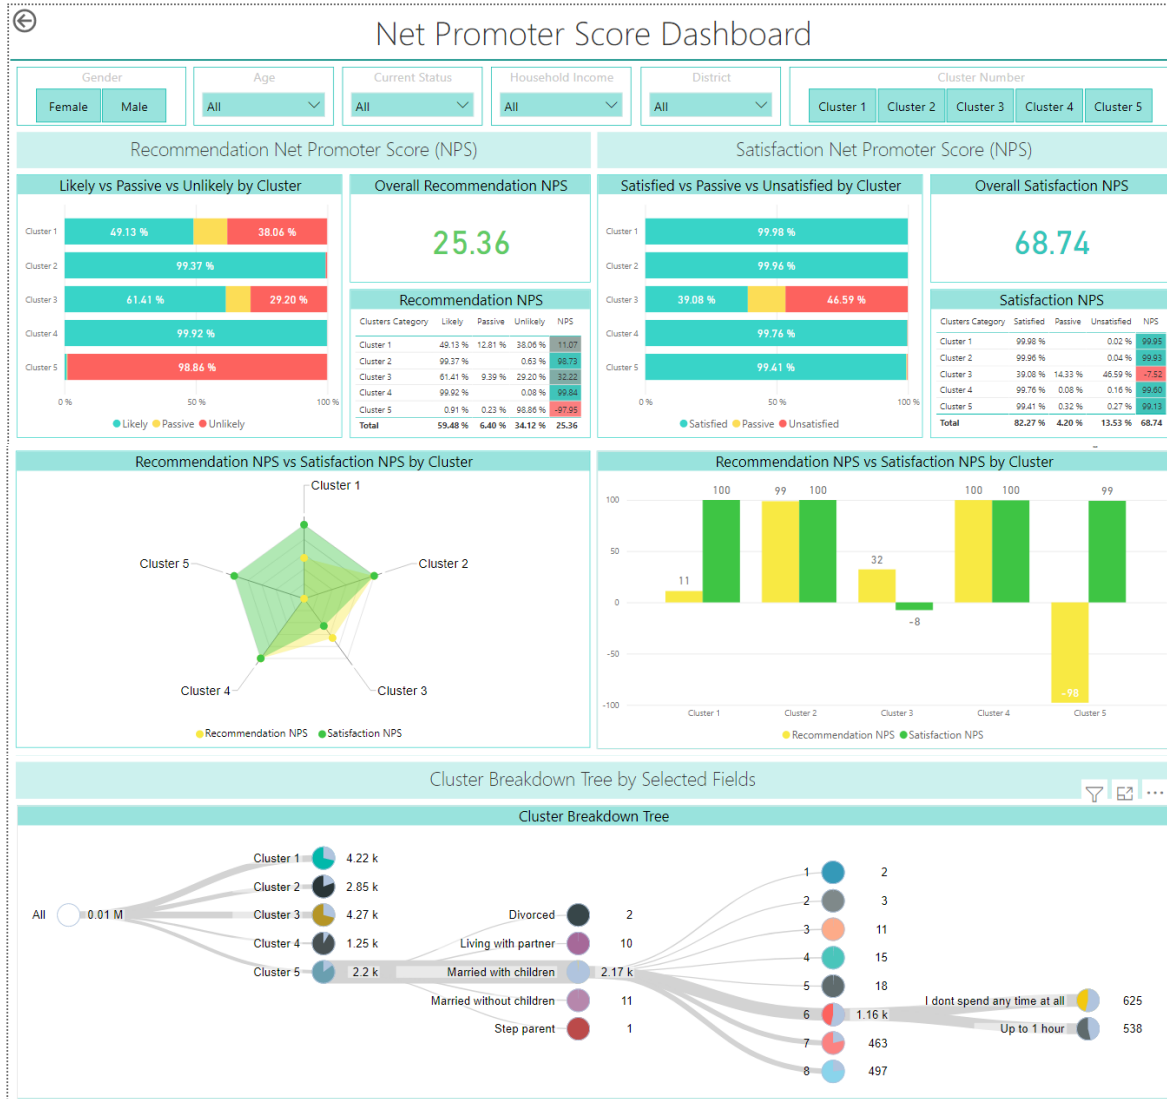 Net Promoter Score Dashboard
Gender
Female Male
Age
All
Current Status
All
Household Income
All
District
All
Cluster Number
Cluster 1 Cluster 2 Cluster 3 Cluster 4 Cluster 5
Recommendation Net Promoter Score (NPS)
Likely vs Passive vs Unlikely by Cluster
Cluster 1 49.13 % 38.06 %
Cluster 2 99.37 %
Cluster 3 61.41 % 29.20 %
Cluster 4 99.92 %
Cluster 5 98.86 %
0 % 50 % 100 %
Likely Passive Unlikely
Overall Recommendation NPS
25.36
Recommendation NPS
Clusters Category Likely Passive Unlikely NPS
Cluster 1 49.13 % 12.81 % 38.06 % 11.07
Cluster 2 99.37 % 0.63 % 98.73
Cluster 3 61.41 % 9.39 % 29.20 % 32.22
Cluster 4 99.92 % 0.08 % 99.84
Cluster 5 0.91 % 0.23 % 98.86 % -97.95
Total 59.48 % 6.40 % 34.12 % 25.36
Satisfaction Net Promoter Score (NPS)
Satisfied vs Passive vs Unsatisfied by Cluster
Cluster 1 99.98 %
Cluster 2 99.96 %
Cluster 3 39.08 % 46.59 %
Cluster 4 99.76 %
Cluster 5 99.41 %
0 % 50 % 100 %
Satisfied Passive Unsatisfied
Overall Satisfaction NPS
68.74
Satisfaction NPS
Clusters Category Satisfied Passive Unsatisfied NPS
Cluster 1 99.98 % 0.02 % 99.95
Cluster 2 99.96 % 0.04 % 99.93
Cluster 3 39.08 % 14.33 % 46.59 % -7.52
Cluster 4 99.76 % 0.08 % 0.16 % 99.60
Cluster 5 99.41 % 0.32 % 0.27 % 99.13
Total 82.27 % 4.20 % 13.53 % 68.74
Recommendation NPS vs Satisfaction NPS by Cluster
Cluster 1
Cluster 5
Cluster 2
Cluster 4
Cluster 3
Recommendation NPS Satisfaction NPS
Recommendation NPS vs Satisfaction NPS by Cluster
100 99 100 100 100 99
100
50
32
11
0
-8
-50
-98
-100
Cluster 1 Cluster 2 Cluster 3 Cluster 4 Cluster 5
Recommendation NPS Satisfaction NPS
Cluster Breakdown Tree by Selected Fields
Cluster Breakdown Tree
All 0.01 M
Cluster 1 4.22 k
Cluster 2 2.85 k
Cluster 3 4.27 k
Cluster 4 1.25 k
Cluster 5 2.2 k
Divorced 2
Living with partner 10
Married with children 2.17 k
Married without children 11
Step parent 1
1 2
2 3
3 11
4 15
5 18
6 1.16 k
7 463
8 497
I dont spend any time at all 625
Up to 1 hour 538